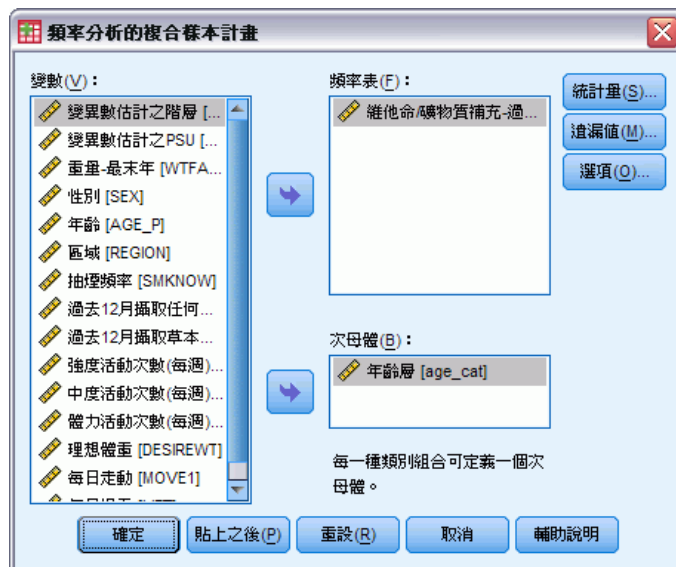 頻率分析的複合樣本計畫
變數(V)：
變異數估計之階層 [...
變異數估計之PSU [...
重量-最末年 [WTFA...
性別 [SEX]
年齡 [AGE_P]
區域 [REGION]
抽煙頻率 [SMKNOW]
過去12月攝取任何...
過去12月攝取草本...
強度活動次數(每週)...
中度活動次數(每週)...
體力活動次數(每週)...
理想體重 [DESIREWT]
每日走動 [MOVE1]
頻率表(F)：
維他命/礦物質補充-過...
次母體(B)：
年齡層 [age_cat]
每一種類別組合可定義一個次
母體。
統計量(S)...
遺漏值(M)...
選項(O)...
確定
貼上之後(P)
重設(R)
取消
輔助說明